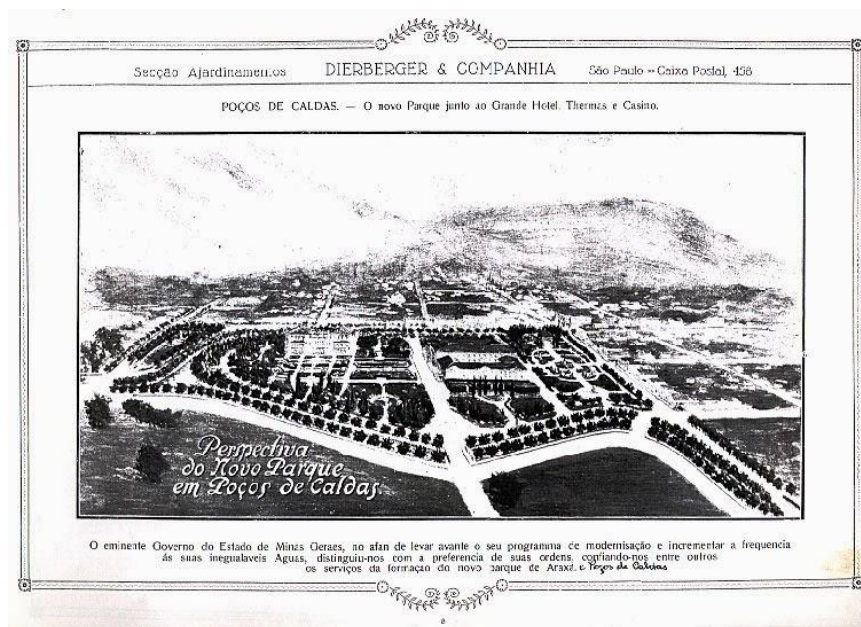 Secção Ajardinamentos DIERBERGER & COMPANHIA São Paulo -- Caixa Postal, 458
POÇOS DE CALDAS. — O novo Parque junto ao Grande Hotel, Thermas e Casino.
Perspectiva
do Novo Parque
em Poços de Caldas.
O eminente Governo do Estado de Minas Geraes, no afan de levar avante o seu programma de modernisação e incrementar a frequencia
ás suas inegualaveis Aguas, distinguiu-nos com a preferencia de suas ordens, confiando-nos entre outros
os serviços da formação do novo parque de Araxá. e Poços de Caldas